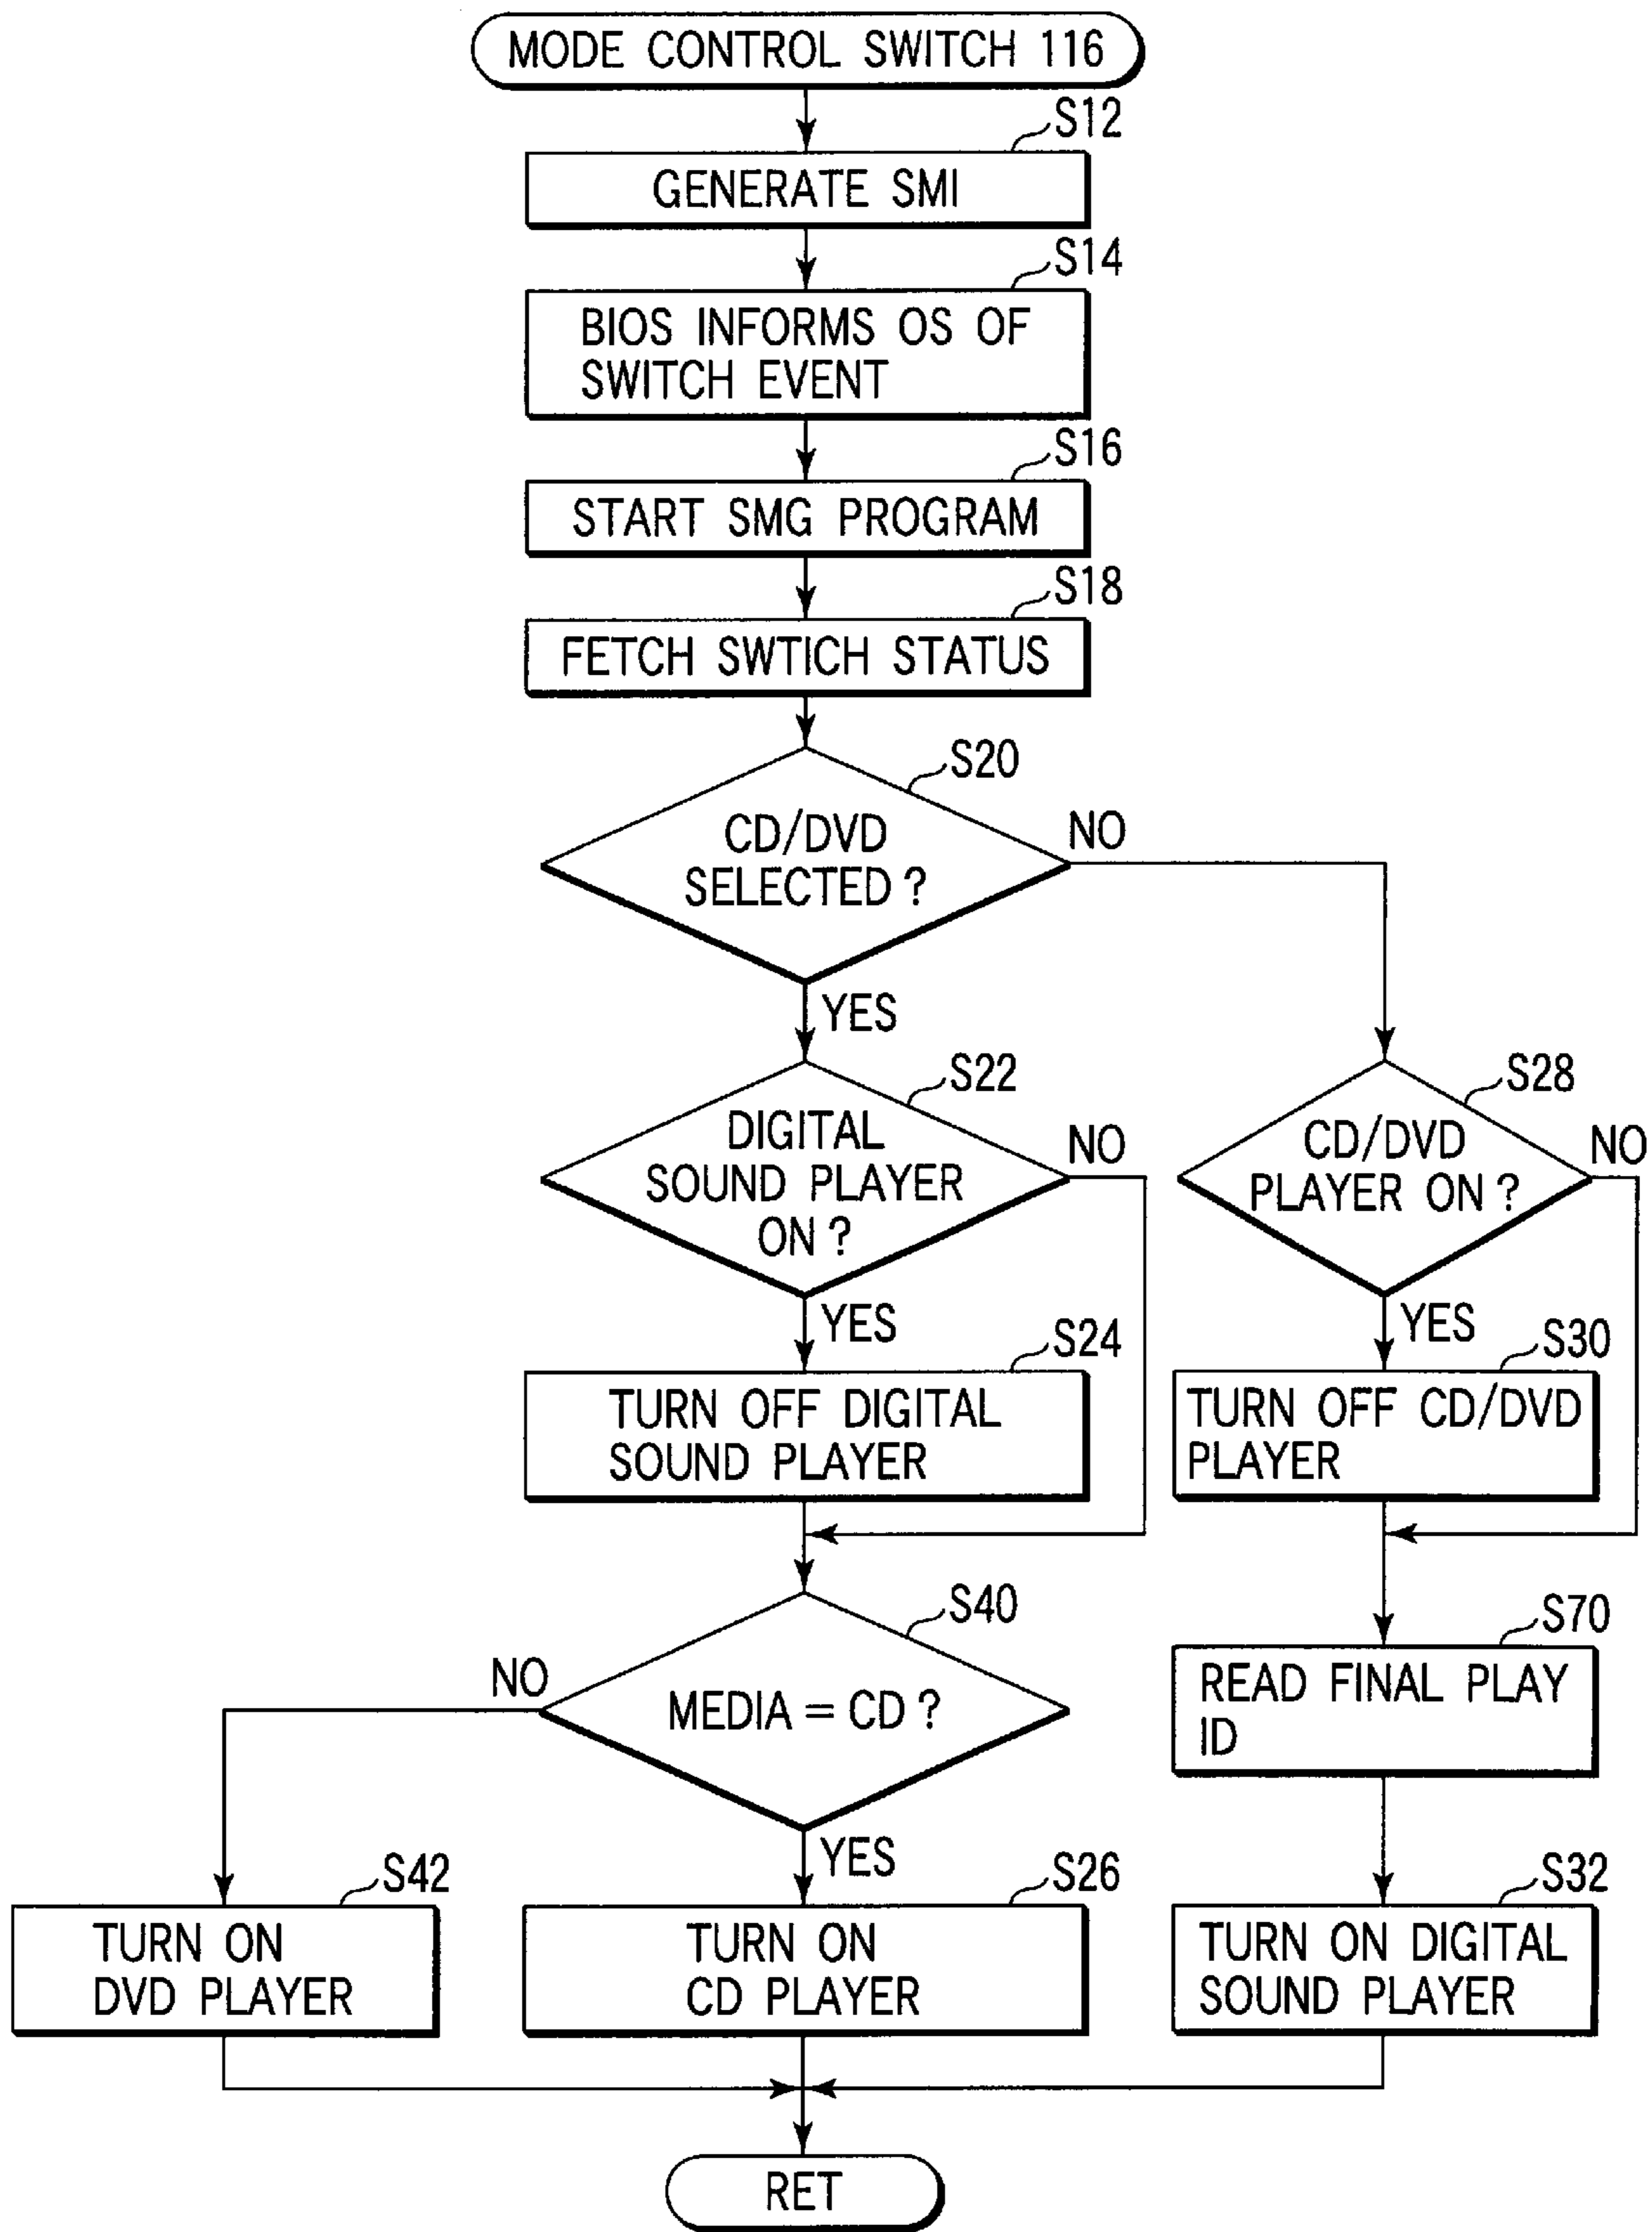 MODE CONTROL SWITCH 116
S12
GENERATE SMI
S14
BIOS INFORMS OS OF
SWITCH EVENT
S16
START SMG PROGRAM
S18
FETCH SWTICH STATUS
S20
CD/DVD
SELECTED ?
NO
YES
S22
DIGITAL
SOUND PLAYER
ON ?
NO
S28
CD/DVD
PLAYER ON ?
NO
YES
S24
TURN OFF DIGITAL
SOUND PLAYER
YES
S30
TURN OFF CD/DVD
PLAYER
S40
MEDIA = CD ?
NO
S70
READ FINAL PLAY
ID
YES
S42
TURN ON
DVD PLAYER
S26
TURN ON
CD PLAYER
S32
TURN ON DIGITAL
SOUND PLAYER
RET